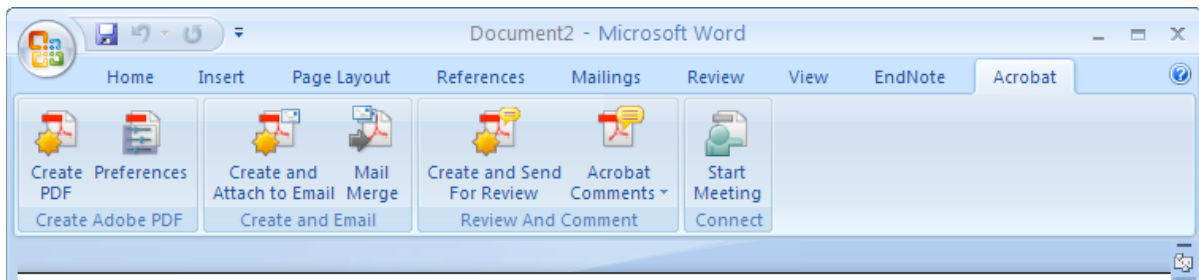 Document2 - Microsoft Word
Home Insert Page Layout References Mailings Review View EndNote Acrobat
Create PDF Preferences Create and Attach to Email Mail Merge Create and Send For Review Acrobat Comments Start Meeting
Create Adobe PDF Create and Email Review And Comment Connect